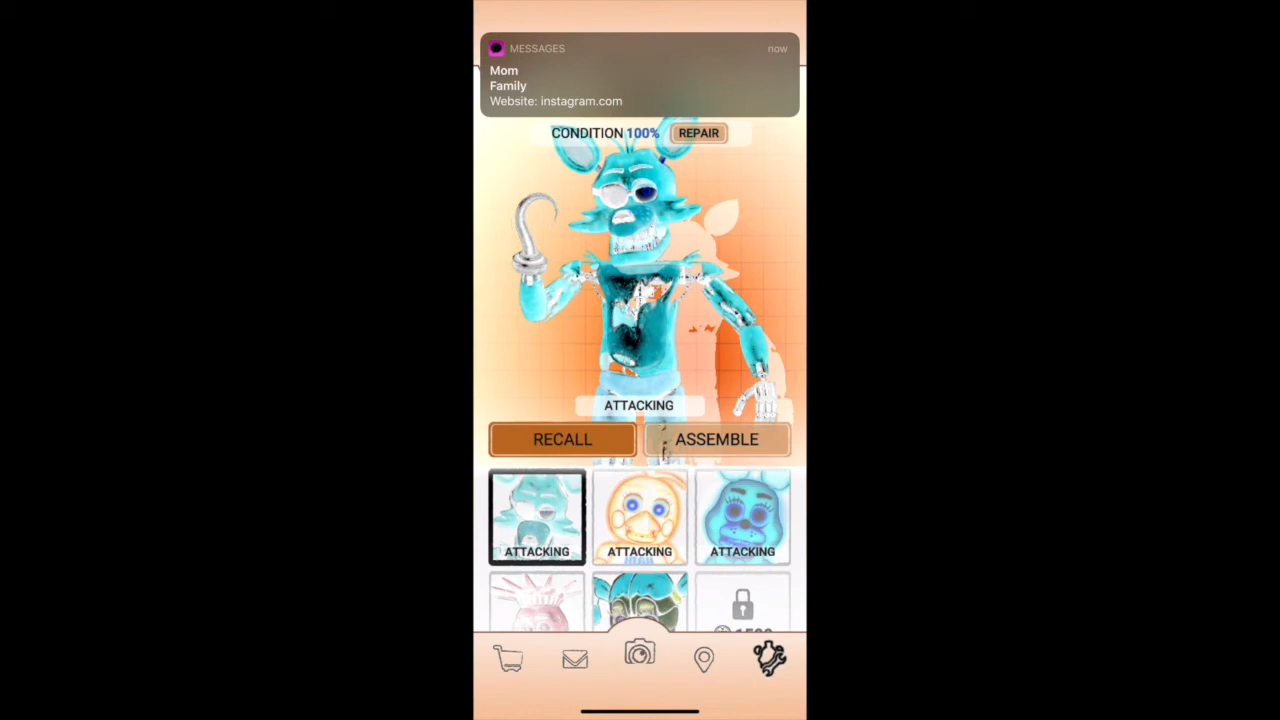 MESSAGES now
Mom
Family
Website: instagram.com
CONDITION 100% REPAIR
ATTACKING
RECALL ASSEMBLE
ATTACKING ATTACKING ATTACKING